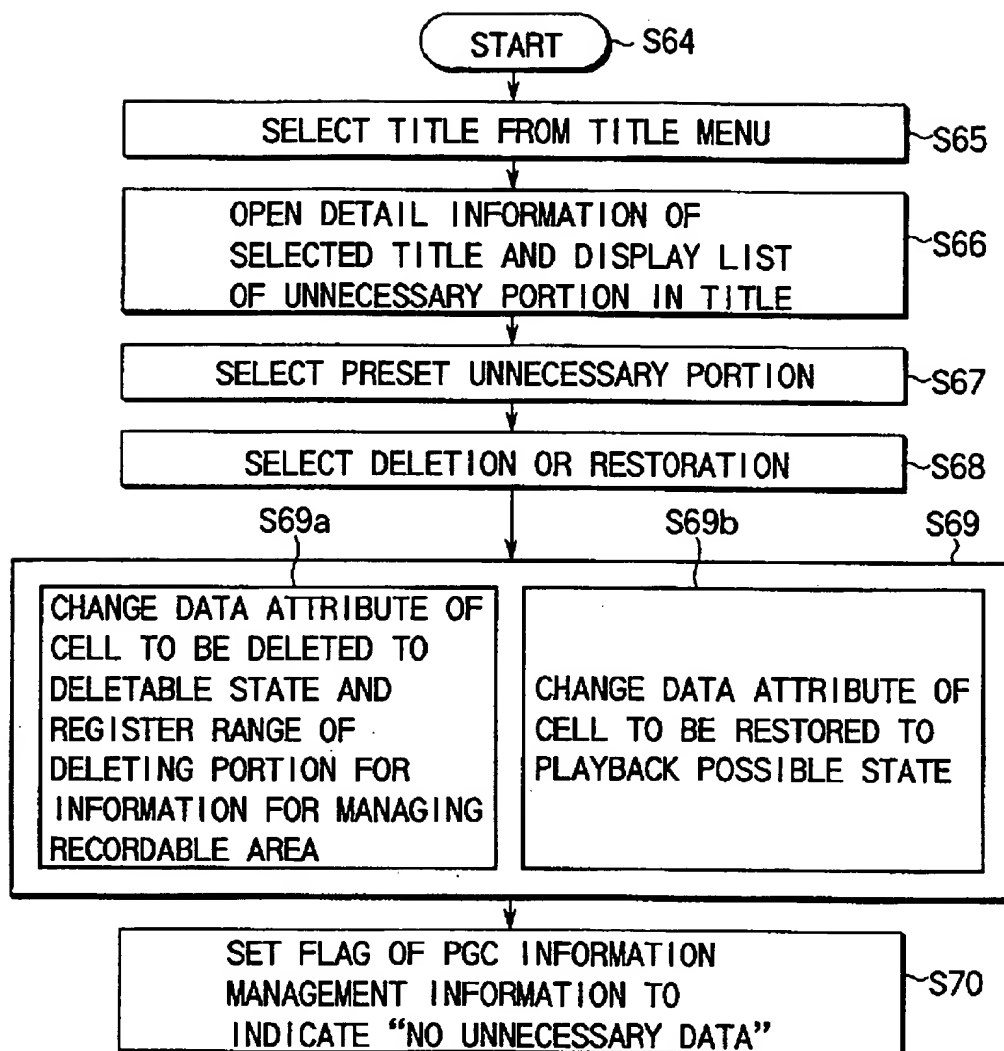 START
S64
SELECT TITLE FROM TITLE MENU
S65
OPEN DETAIL INFORMATION OF
SELECTED TITLE AND DISPLAY LIST
OF UNNECESSARY PORTION IN TITLE
S66
SELECT PRESET UNNECESSARY PORTION
S67
SELECT DELETION OR RESTORATION
S68
S69a
S69b
S69
CHANGE DATA ATTRIBUTE OF
CELL TO BE DELETED TO
DELETABLE STATE AND
REGISTER RANGE OF
DELETING PORTION FOR
INFORMATION FOR MANAGING
RECORDABLE AREA
CHANGE DATA ATTRIBUTE OF
CELL TO BE RESTORED TO
PLAYBACK POSSIBLE STATE
SET FLAG OF PGC INFORMATION
MANAGEMENT INFORMATION TO
INDICATE “NO UNNECESSARY DATA”
S70